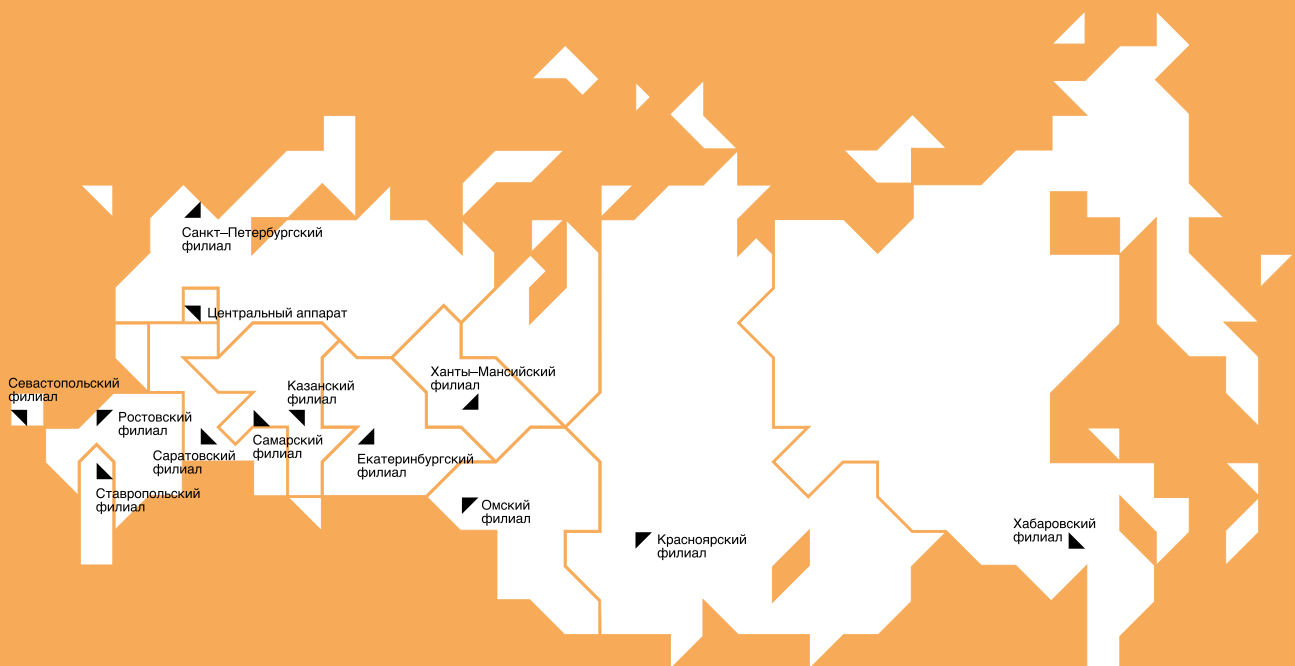 Санкт–Петербургский
филиал
Центральный аппарат
Ханты–Мансийский
филиал
Севастопольский
филиал
Казанский
филиал
Ростовский
филиал
Самарский
филиал
Саратовский
филиал
Екатеринбургский
филиал
Ставропольский
филиал
Омский
филиал
Хабаровский
филиал
Красноярский
филиал